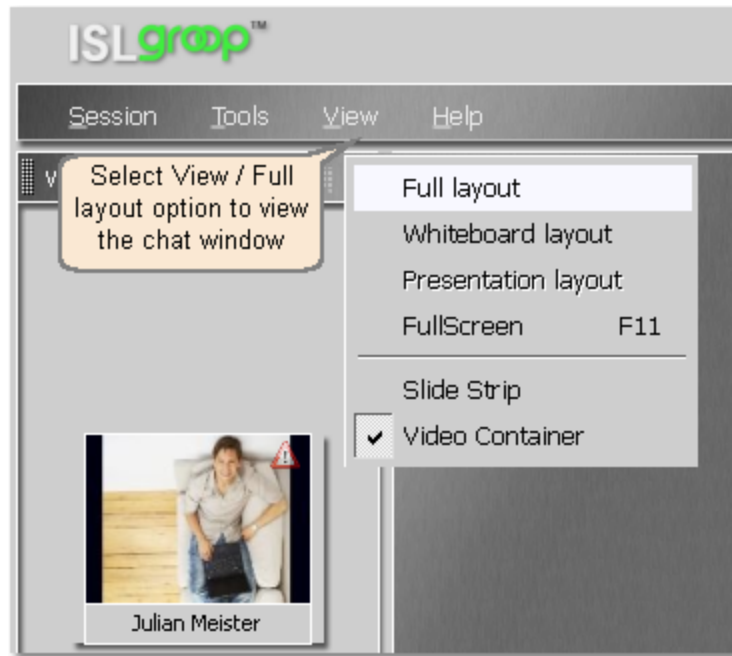 ISLgroop™
Session Tools View Help
V
Select View / Full
layout option to view
the chat window
Full layout
Whiteboard layout
Presentation layout
FullScreen F11
Slide Strip
Video Container
Julian Meister